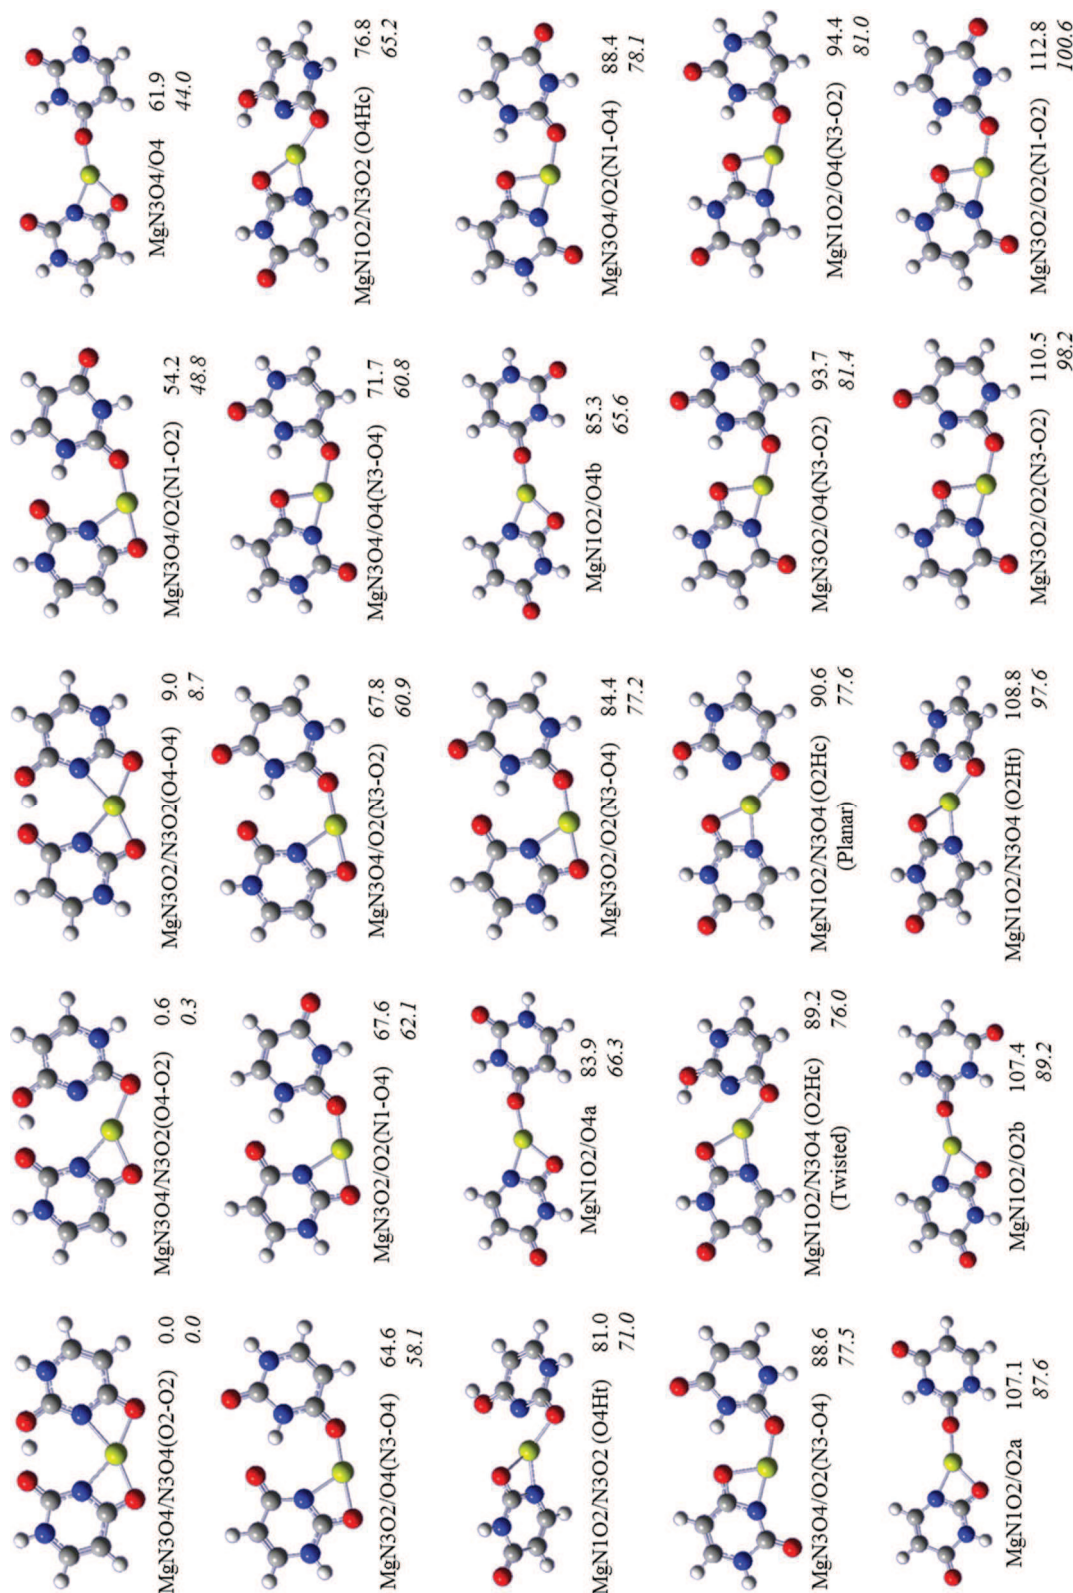 MgN3O4/N3O4(O2-O2) 0.0
0.0
MgN3O4/N3O2(O4-O2) 0.6
0.3
MgN3O2/N3O2(O4-O4) 9.0
8.7
MgN3O4/O2(N1-O2) 54.2
48.8
MgN3O4/O4 61.9
44.0
MgN3O2/O4(N3-O4) 64.6
58.1
MgN3O2/O2(N1-O4) 67.6
62.1
MgN3O4/O2(N3-O2) 67.8
60.9
MgN3O4/O4(N3-O4) 71.7
60.8
MgN1O2/N3O2 (O4Hc) 76.8
65.2
MgN1O2/N3O2 (O4Ht) 81.0
71.0
MgN1O2/O4a 83.9
66.3
MgN3O2/O2(N3-O4) 84.4
77.2
MgN1O2/O4b 85.3
65.6
MgN3O4/O2(N1-O4) 88.4
78.1
MgN3O4/O2(N3-O4) 88.6
77.5
MgN1O2/N3O4 (O2Hc) 89.2
(Twisted) 76.0
MgN1O2/N3O4 (O2Hc) 90.6
(Planar) 77.6
MgN3O2/O4(N3-O2) 93.7
81.4
MgN1O2/O4(N3-O2) 94.4
81.0
MgN1O2/O2a 107.1
87.6
MgN1O2/O2b 107.4
89.2
MgN1O2/N3O4 (O2Ht) 108.8
97.6
MgN3O2/O2(N3-O2) 110.5
98.2
MgN3O2/O2(N1-O2) 112.8
100.6